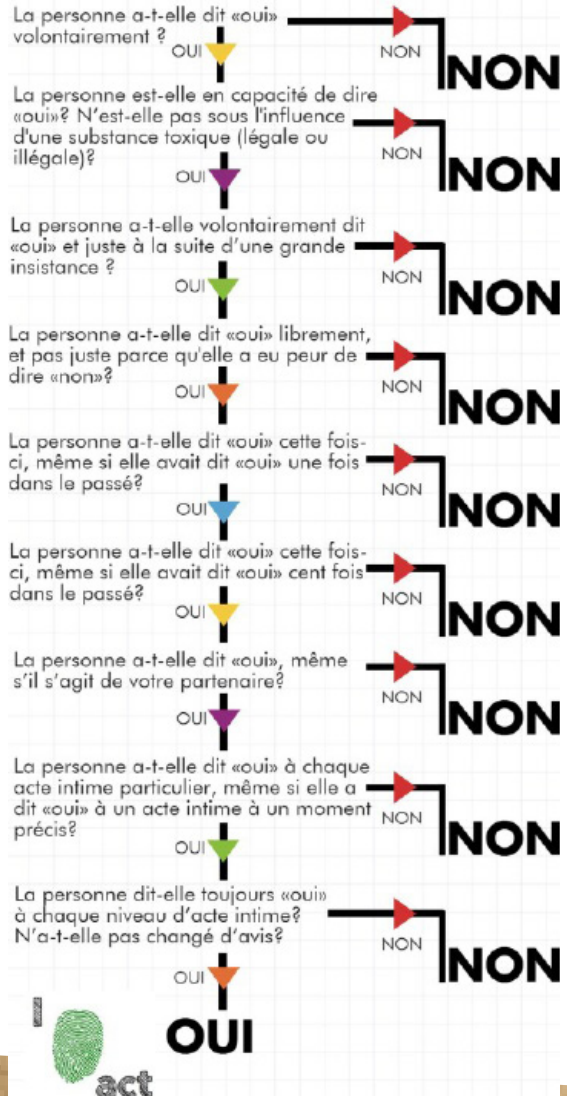 La personne a-t-elle dit «oui»
volontairement ?
OUI
NON
NON
La personne est-elle en capacité de dire
«oui»? N'est-elle pas sous l'influence
d'une substance toxique (légale ou
illégale)?
OUI
NON
NON
La personne a-t-elle volontairement dit
«oui» et juste à la suite d'une grande
insistance ?
OUI
NON
NON
La personne a-t-elle dit «oui» librement,
et pas juste parce qu'elle a eu peur de
dire «non»?
OUI
NON
NON
La personne a-t-elle dit «oui» cette fois-
ci, même si elle avait dit «oui» une fois
dans le passé?
OUI
NON
NON
La personne a-t-elle dit «oui» cette fois-
ci, même si elle avait dit «oui» cent fois
dans le passé?
OUI
NON
NON
La personne a-t-elle dit «oui», même
s'il s'agit de votre partenaire?
OUI
NON
NON
La personne a-t-elle dit «oui» à chaque
acte intime particulier, même si elle a
dit «oui» à un acte intime à un moment
précis?
OUI
NON
NON
La personne dit-elle toujours «oui»
à chaque niveau d'acte intime?
N'a-t-elle pas changé d'avis?
OUI
NON
NON
OUI
I
act